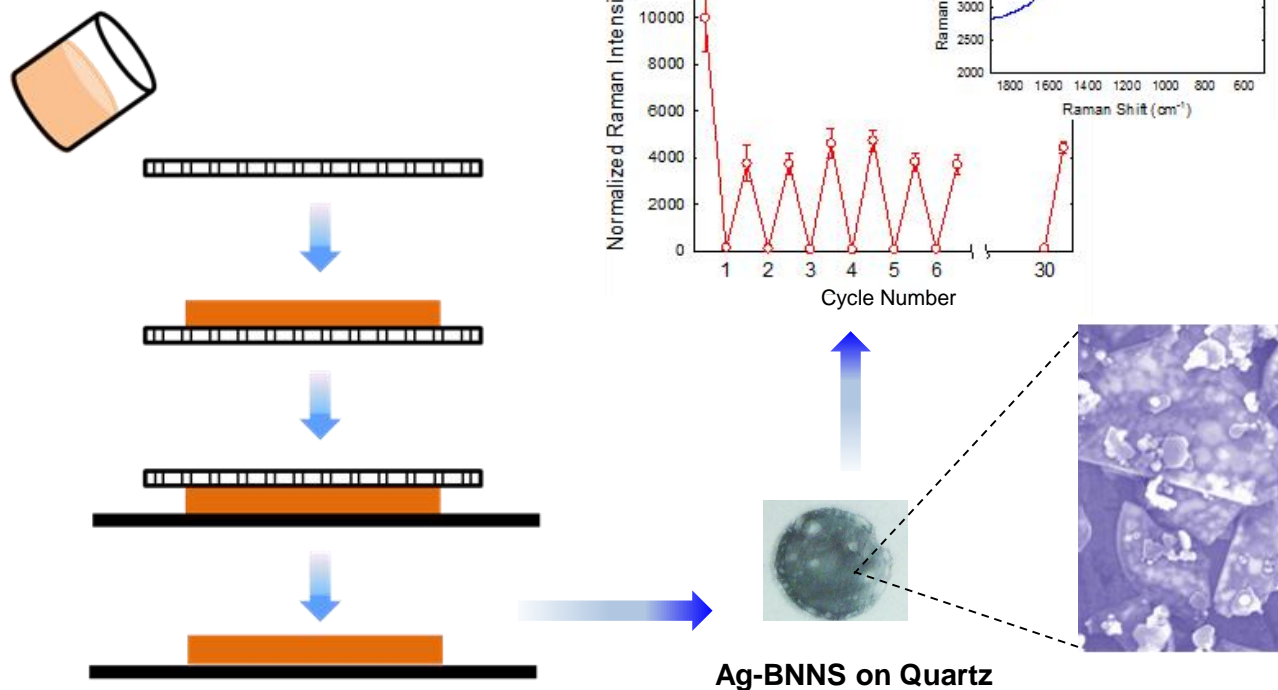 Normalized Raman
10000
8000
6000
4000
2000
0
1 2 3 4 5 6 30
Cycle Number
Raman
3000
2500
2000
1800 1600 1400 1200 1000 800 600
Raman Shift (cm⁻¹)
Ag-BNNS on Quartz